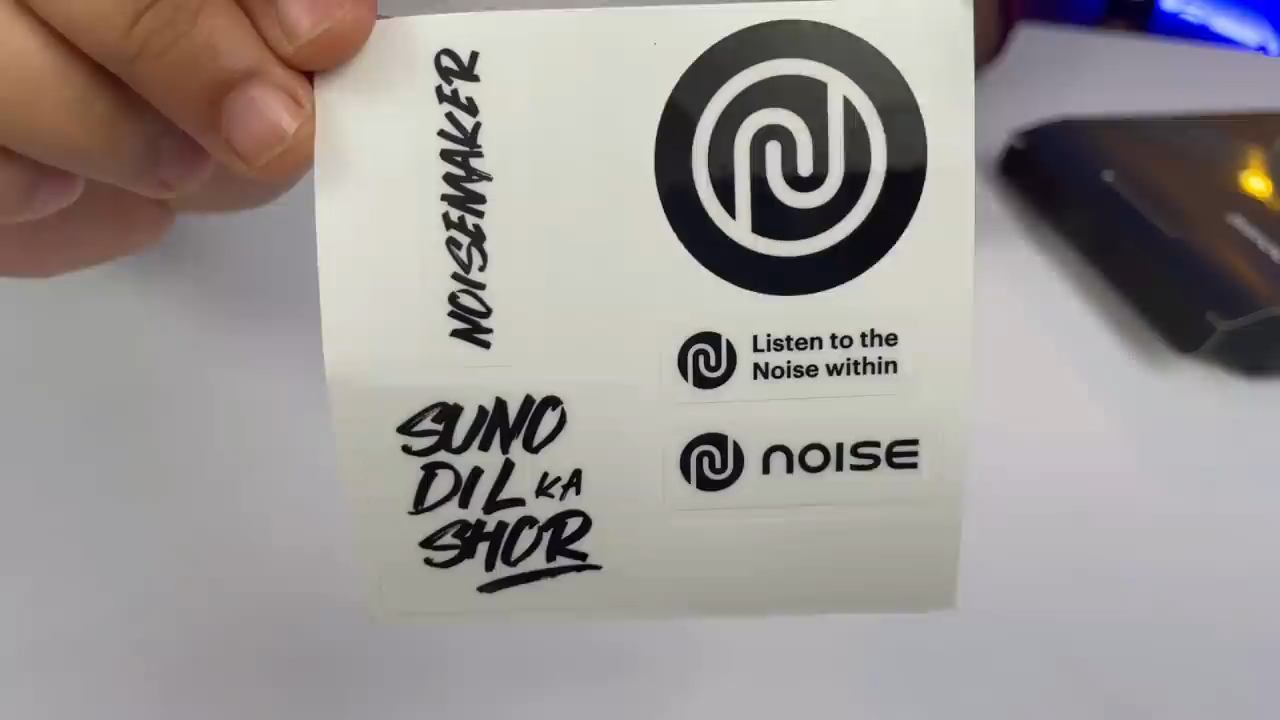 NOISEMAKER
SUNO
DIL KA
SHOR
Listen to the
Noise within
NOISE